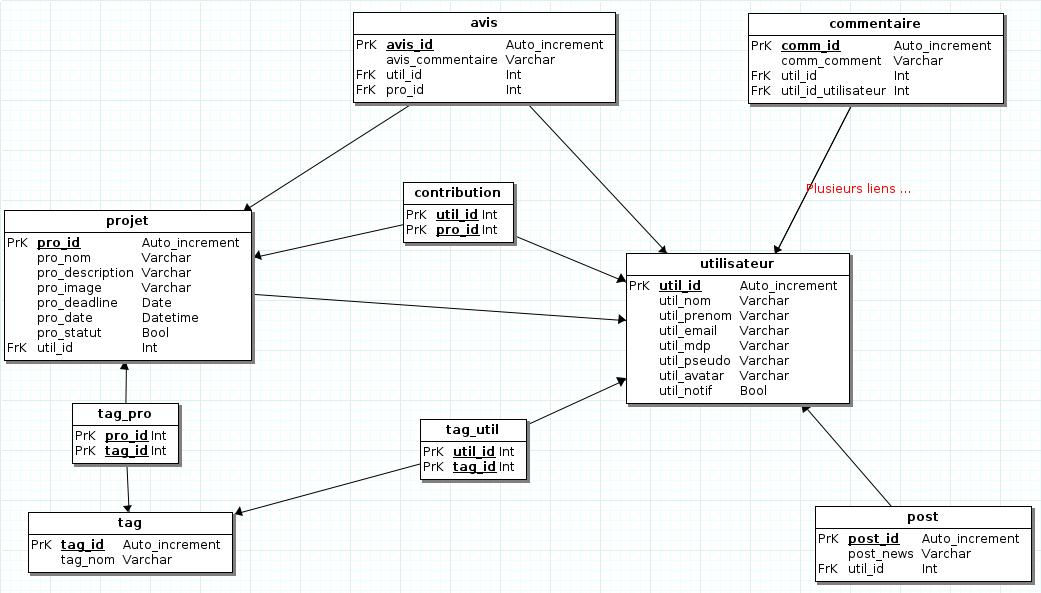 avis
PrK avis_id Auto_increment
avis_commentaire Varchar
FrK util_id Int
FrK pro_id Int
commentaire
PrK comm_id Auto_increment
comm_comment Varchar
FrK util_id Int
FrK util_id_utilisateur Int
Plusieurs liens ...
contribution
PrK util_id Int
PrK pro_id Int
projet
PrK pro_id Auto_increment
pro_nom Varchar
pro_description Varchar
pro_image Varchar
pro_deadline Date
pro_date Datetime
pro_statut Bool
FrK util_id Int
utilisateur
PrK util_id Auto_increment
util_nom Varchar
util_prenom Varchar
util_email Varchar
util_mdp Varchar
util_pseudo Varchar
util_avatar Varchar
util_notif Bool
tag_pro
PrK pro_id Int
PrK tag_id Int
tag_util
PrK util_id Int
PrK tag_id Int
tag
PrK tag_id Auto_increment
tag_nom Varchar
post
PrK post_id Auto_increment
post_news Varchar
FrK util_id Int